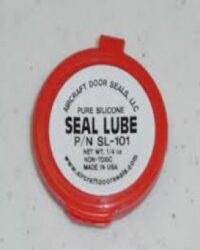 AIRCRAFT DOOR SEALS, LLC
PURE SILICONE
SEAL LUBE
P/N SL-101
NET WT. 1/4 oz
NON-TOXIC
MADE IN USA
www.aircraftdoorseals.com